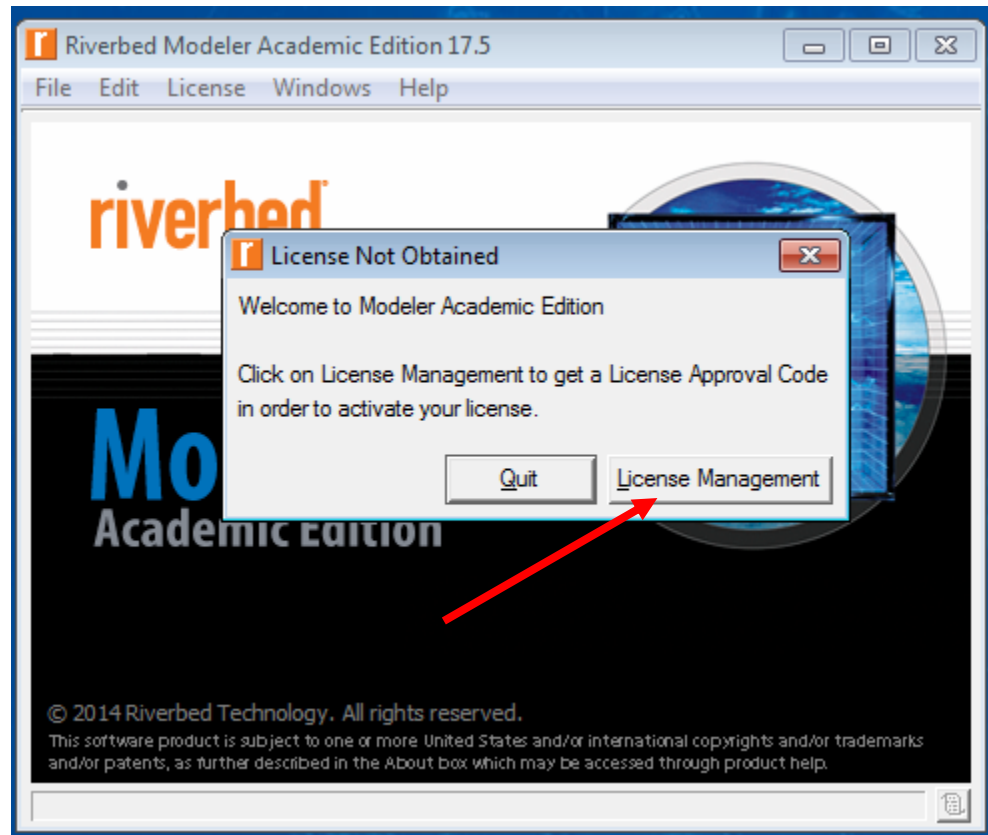 Riverbed Modeler Academic Edition 17.5
File Edit License Windows Help
riverbed
License Not Obtained
Welcome to Modeler Academic Edition
Click on License Management to get a License Approval Code
in order to activate your license.
Quit License Management
Mo
Academic Edition
© 2014 Riverbed Technology. All rights reserved.
This software product is subject to one or more United States and/or international copyrights and/or trademarks
and/or patents, as further described in the About box which may be accessed through product help.